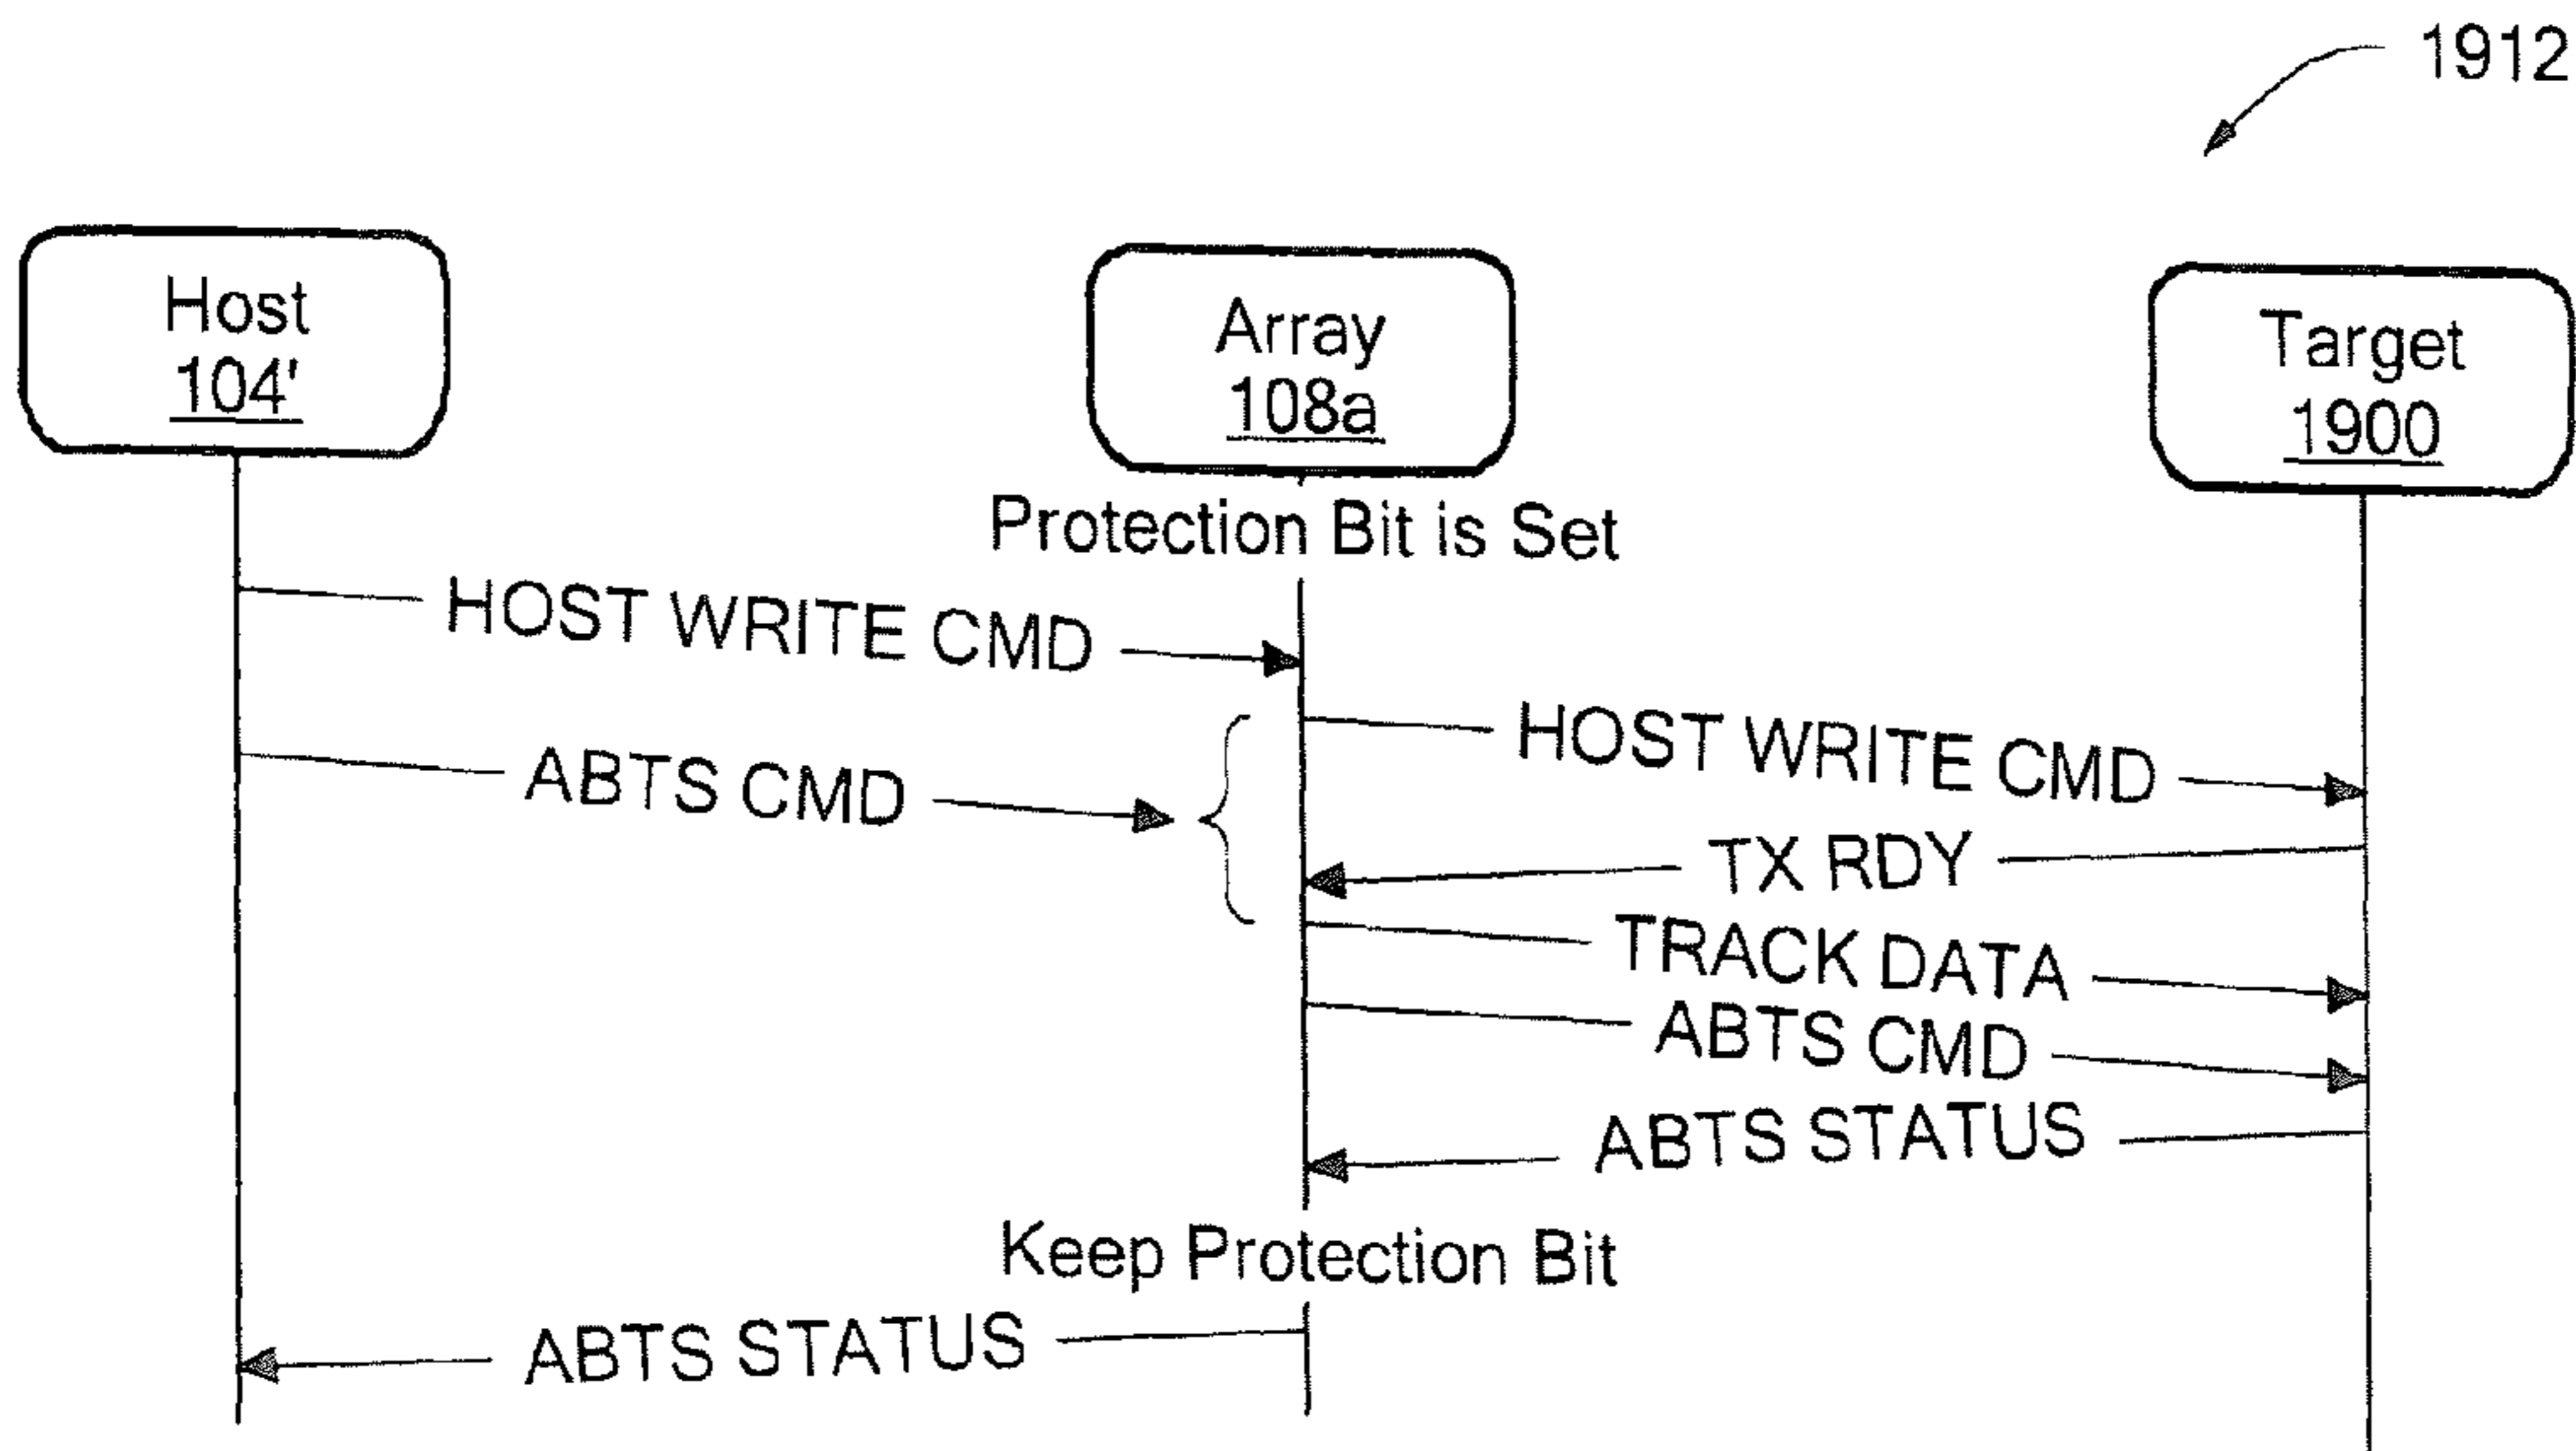 1912
Host
104'
Array
108a
Target
1900
Protection Bit is Set
HOST WRITE CMD
HOST WRITE CMD
ABTS CMD
TX RDY
TRACK DATA
ABTS CMD
ABTS STATUS
Keep Protection Bit
ABTS STATUS